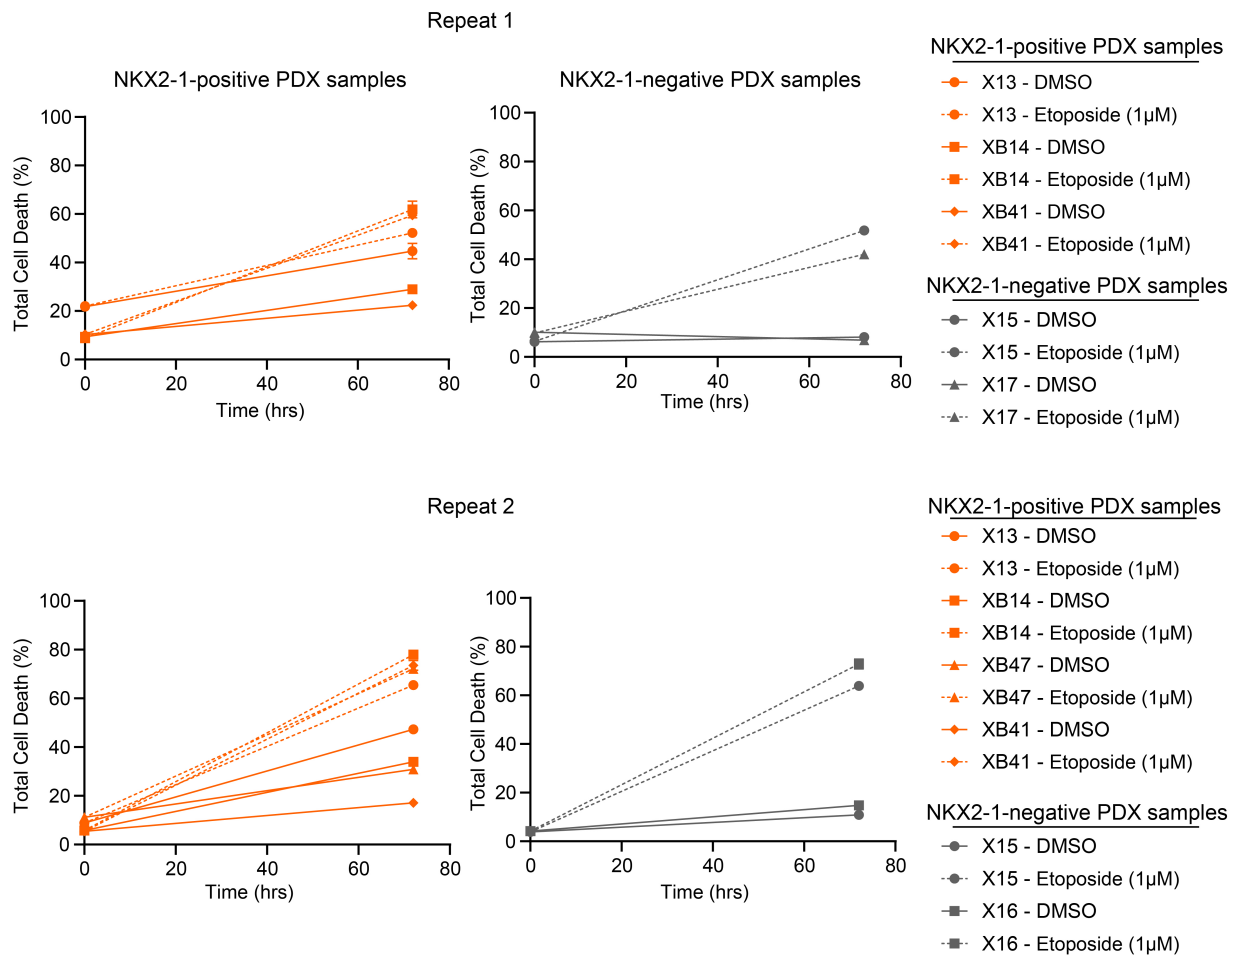 Repeat 1
NKX2-1-positive PDX samples
100
80
60
40
20
0
Total Cell Death (%)
0 20 40 60 80
Time (hrs)
NKX2-1-negative PDX samples
100
80
60
40
20
0
Total Cell Death (%)
0 20 40 60 80
Time (hrs)
NKX2-1-positive PDX samples
X13 - DMSO
X13 - Etoposide (1µM)
XB14 - DMSO
XB14 - Etoposide (1µM)
XB41 - DMSO
XB41 - Etoposide (1µM)
NKX2-1-negative PDX samples
X15 - DMSO
X15 - Etoposide (1µM)
X17 - DMSO
X17 - Etoposide (1µM)
Repeat 2
100
80
60
40
20
0
Total Cell Death (%)
0 20 40 60 80
Time (hrs)
100
80
60
40
20
0
Total Cell Death (%)
0 20 40 60 80
Time (hrs)
NKX2-1-positive PDX samples
X13 - DMSO
X13 - Etoposide (1µM)
XB14 - DMSO
XB14 - Etoposide (1µM)
XB47 - DMSO
XB47 - Etoposide (1µM)
XB41 - DMSO
XB41 - Etoposide (1µM)
NKX2-1-negative PDX samples
X15 - DMSO
X15 - Etoposide (1µM)
X16 - DMSO
X16 - Etoposide (1µM)